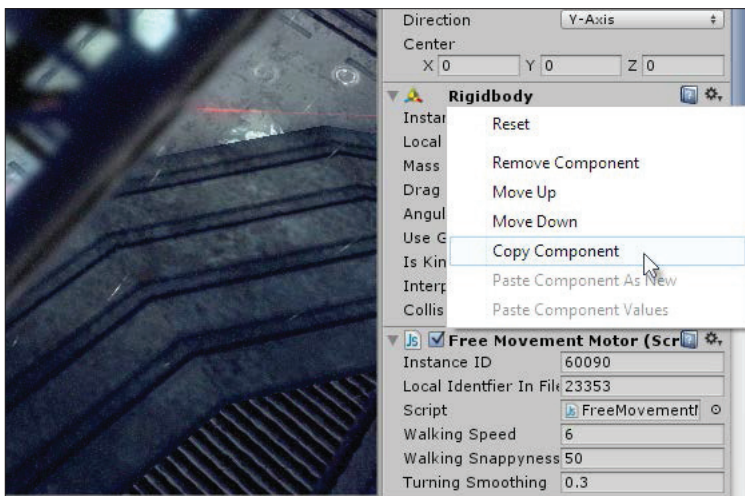 Direction Y-Axis
Center
X 0 Y 0 Z 0
Rigidbody
Instar
Reset
Local
Mass
Remove Component
Drag
Move Up
Angul
Move Down
Use G
Copy Component
Is Kin
Interp
Paste Component As New
Collis
Paste Component Values
Js Free Movement Motor (Scr
Instance ID 60090
Local Identfier In File 23353
Script FreeMovementM
Walking Speed 6
Walking Snappyness 50
Turning Smoothing 0.3